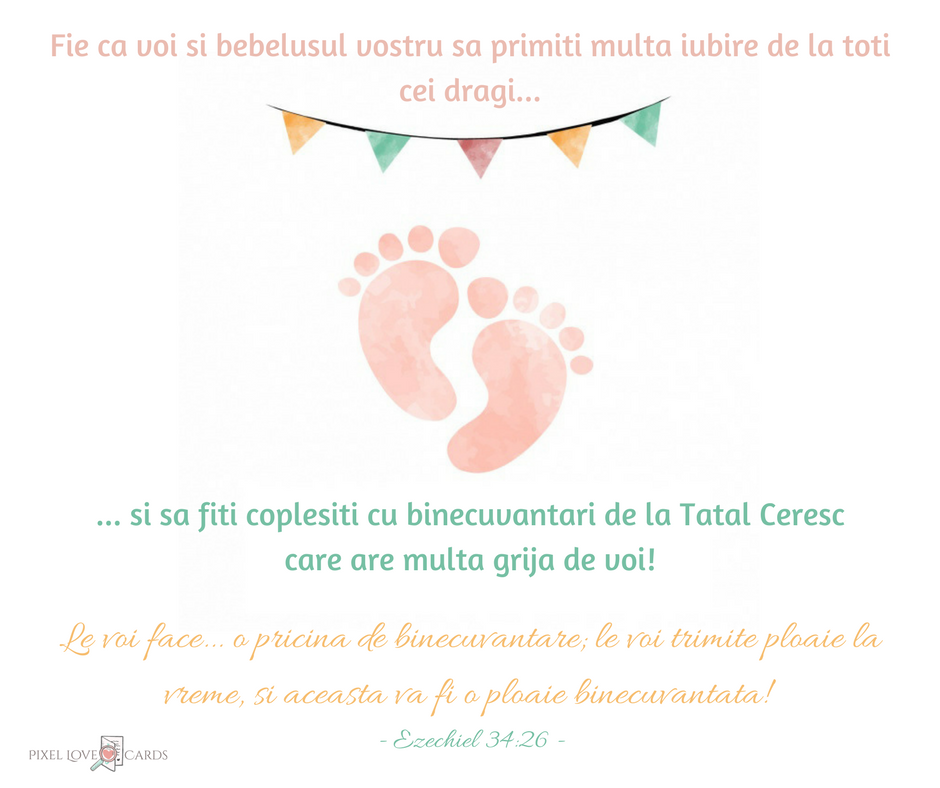 Fie ca voi si bebelusul vostru sa primiti multa iubire de la toti
cei dragi...
... si sa fiti coplesiti cu binecuvantari de la Tatal Ceresc
care are multa grija de voi!
Le voi face... o pricina de binecuvantare; le voi trimite ploaie la
vreme, si aceasta va fi o ploaie binecuvantata!
- Ezechiel 34:26 -
PIXEL LOVE CARDS